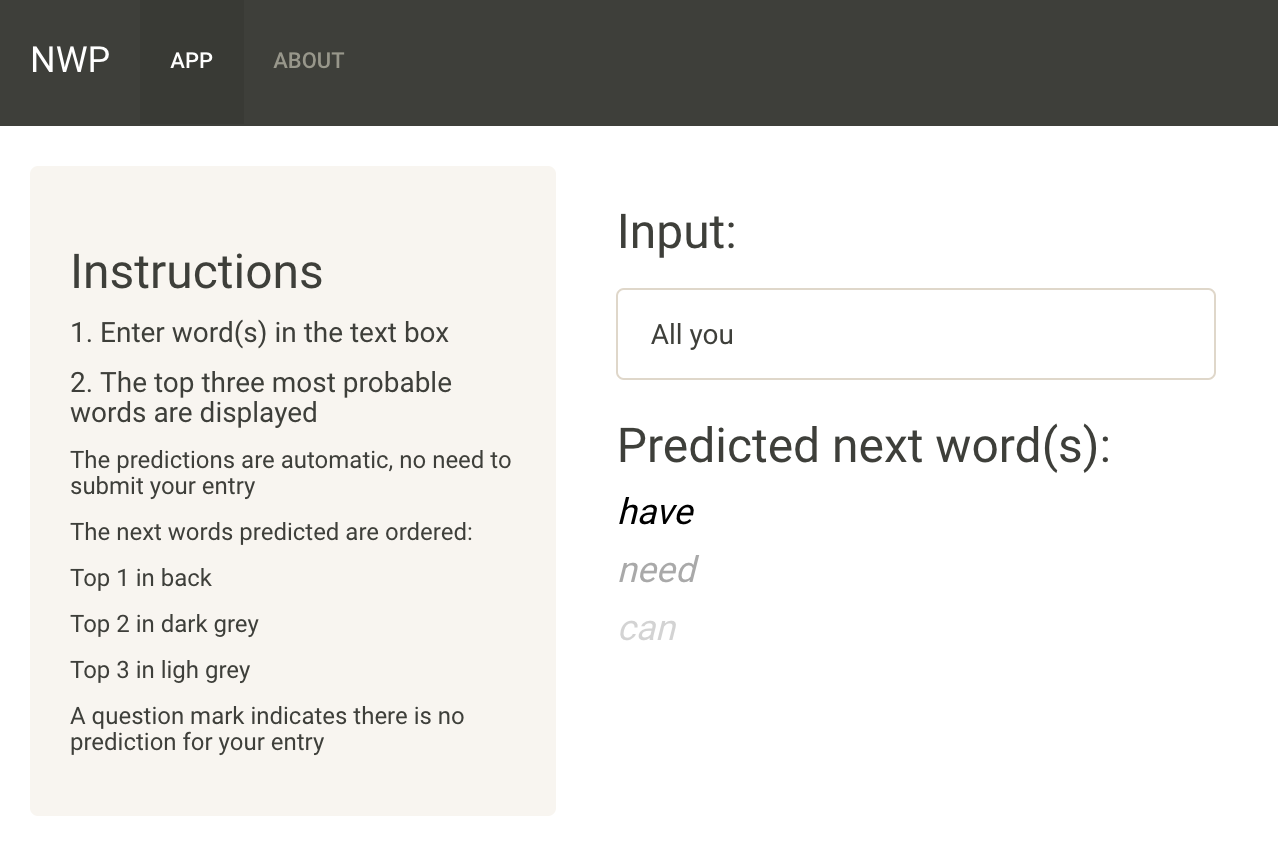 NWP APP ABOUT
Instructions
1. Enter word(s) in the text box
2. The top three most probable
words are displayed
The predictions are automatic, no need to
submit your entry
The next words predicted are ordered:
Top 1 in back
Top 2 in dark grey
Top 3 in ligh grey
A question mark indicates there is no
prediction for your entry
Input:
All you
Predicted next word(s):
have
need
can